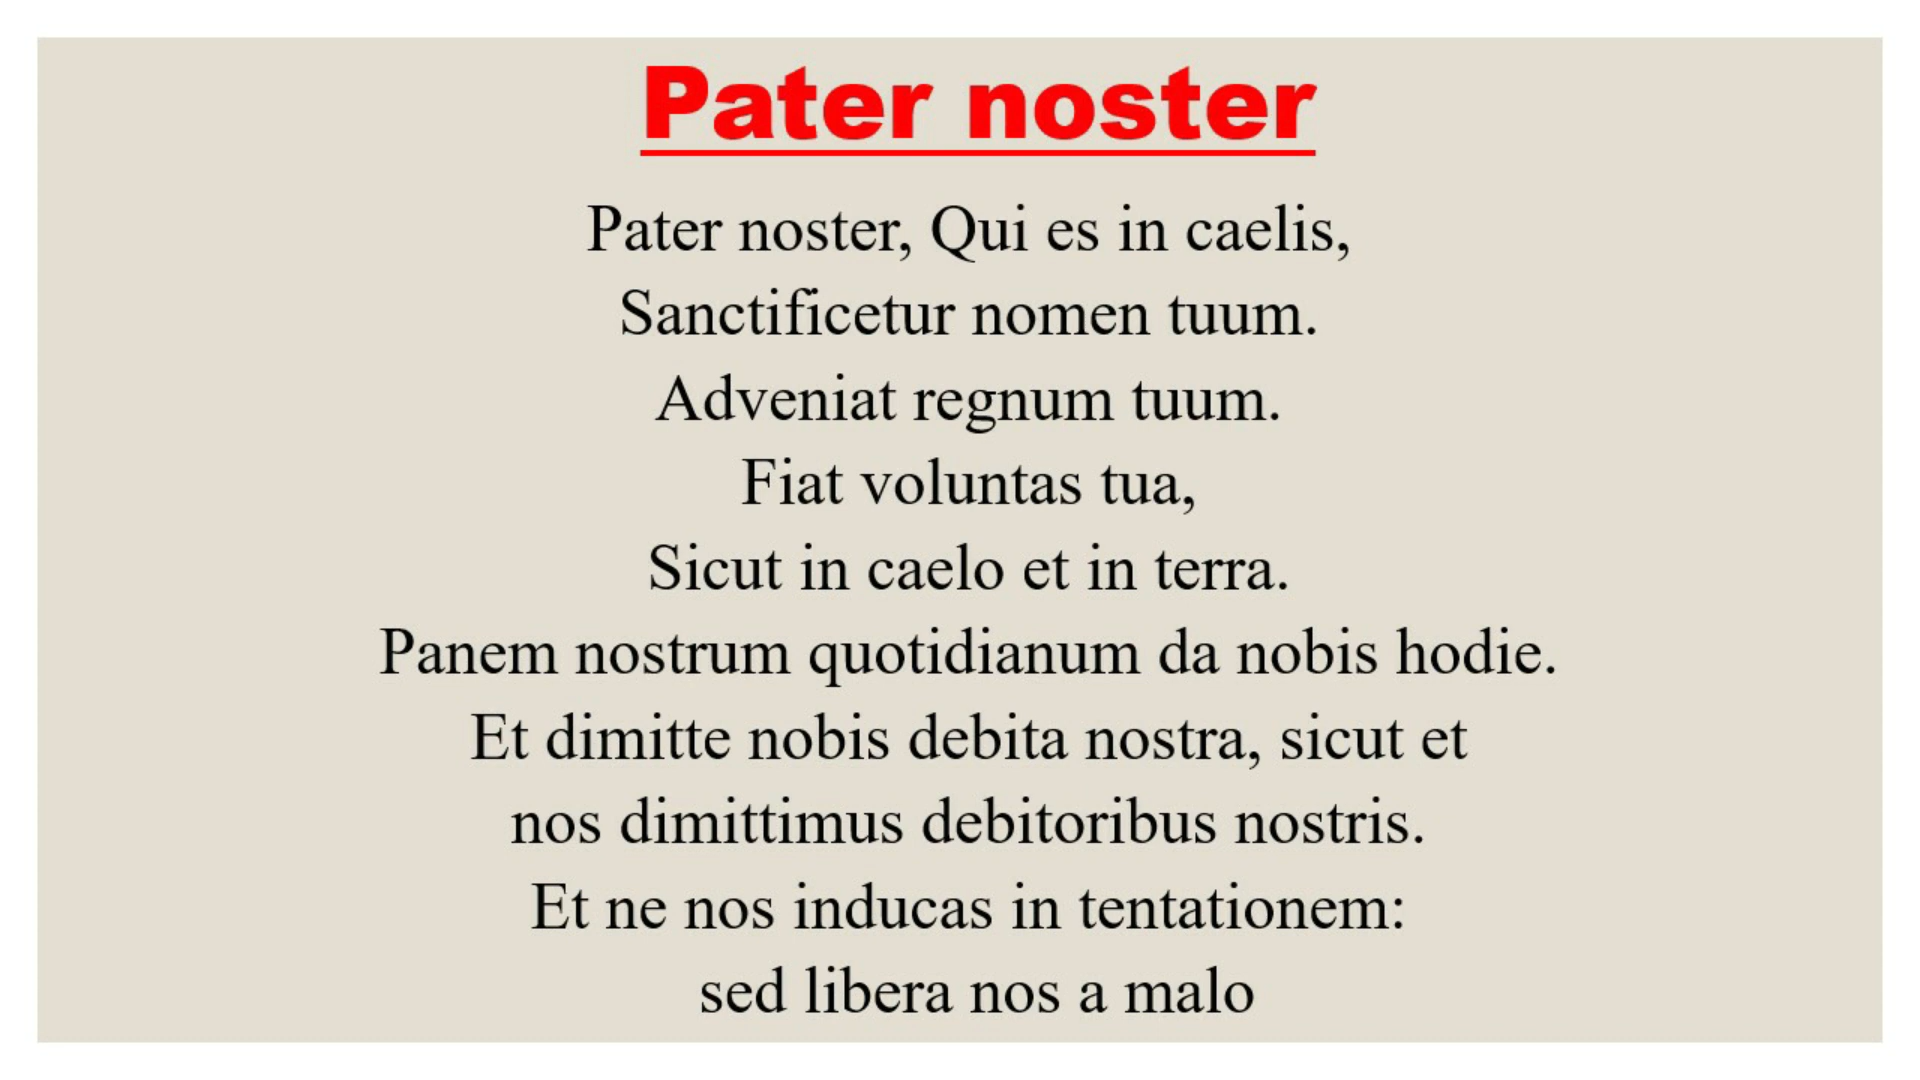 Pater noster
Pater noster, Qui es in caelis,
Sanctificetur nomen tuum.
Adveniat regnum tuum.
Fiat voluntas tua,
Sicut in caelo et in terra.
Panem nostrum quotidianum da nobis hodie.
Et dimitte nobis debita nostra, sicut et
nos dimittimus debitoribus nostris.
Et ne nos inducas in tentationem:
sed libera nos a malo